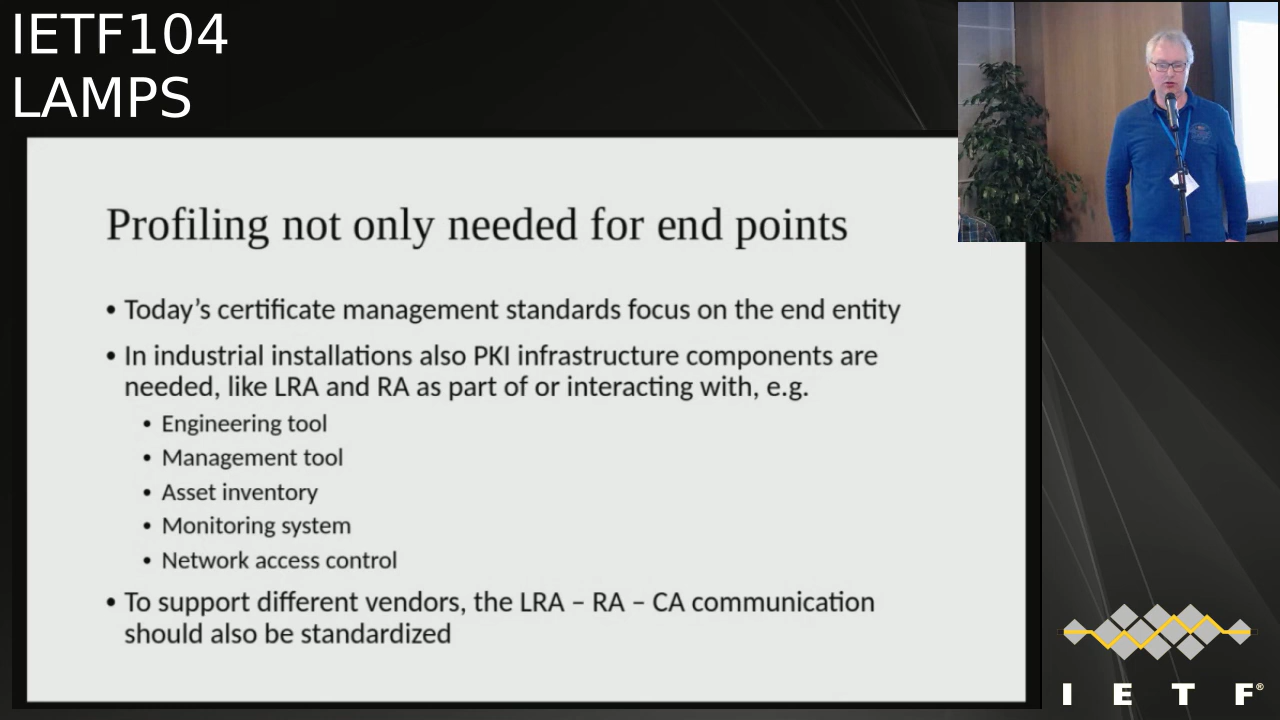 IETF104
LAMPS
Profiling not only needed for end points
• Today’s certificate management standards focus on the end entity
• In industrial installations also PKI infrastructure components are
needed, like LRA and RA as part of or interacting with, e.g.
• Engineering tool
• Management tool
• Asset inventory
• Monitoring system
• Network access control
• To support different vendors, the LRA – RA – CA communication
should also be standardized
I E T F®